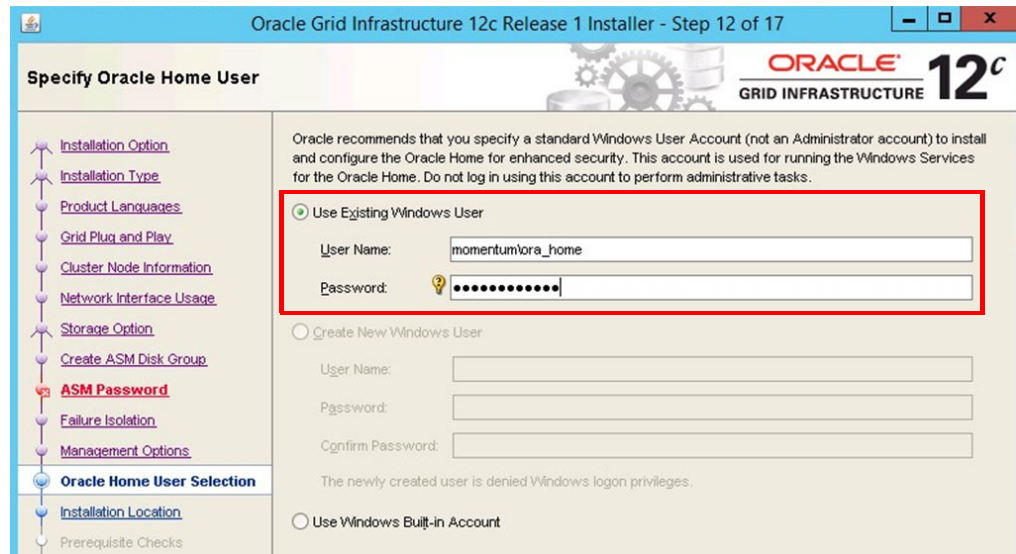 Oracle Grid Infrastructure 12c Release 1 Installer - Step 12 of 17
Specify Oracle Home User
ORACLE
GRID INFRASTRUCTURE
12c
Installation Option
Installation Type
Product Languages
Grid Plug and Play
Cluster Node Information
Network Interface Usage
Storage Option
Create ASM Disk Group
ASM Password
Failure Isolation
Management Options
Oracle Home User Selection
Installation Location
Prerequisite Checks
Oracle recommends that you specify a standard Windows User Account (not an Administrator account) to install
and configure the Oracle Home for enhanced security. This account is used for running the Windows Services
for the Oracle Home. Do not log in using this account to perform administrative tasks.
Use Existing Windows User
User Name: momentum\ora_home
Password: ●●●●●●●●●●●●
Create New Windows User
User Name:
Password:
Confirm Password:
The newly created user is denied Windows logon privileges.
Use Windows Built-in Account